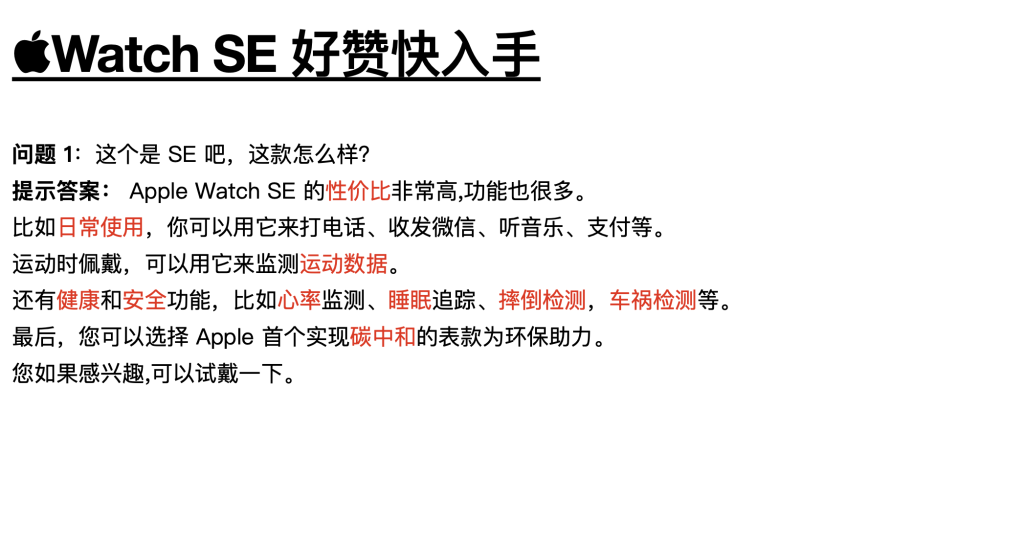 Watch SE 好赞快入手
问题 1：这个是 SE 吧，这款怎么样？
提示答案： Apple Watch SE 的性价比非常高,功能也很多。
比如日常使用，你可以用它来打电话、收发微信、听音乐、支付等。
运动时佩戴，可以用它来监测运动数据。
还有健康和安全功能，比如心率监测、睡眠追踪、摔倒检测，车祸检测等。
最后，您可以选择 Apple 首个实现碳中和的表款为环保助力。
您如果感兴趣,可以试戴一下。